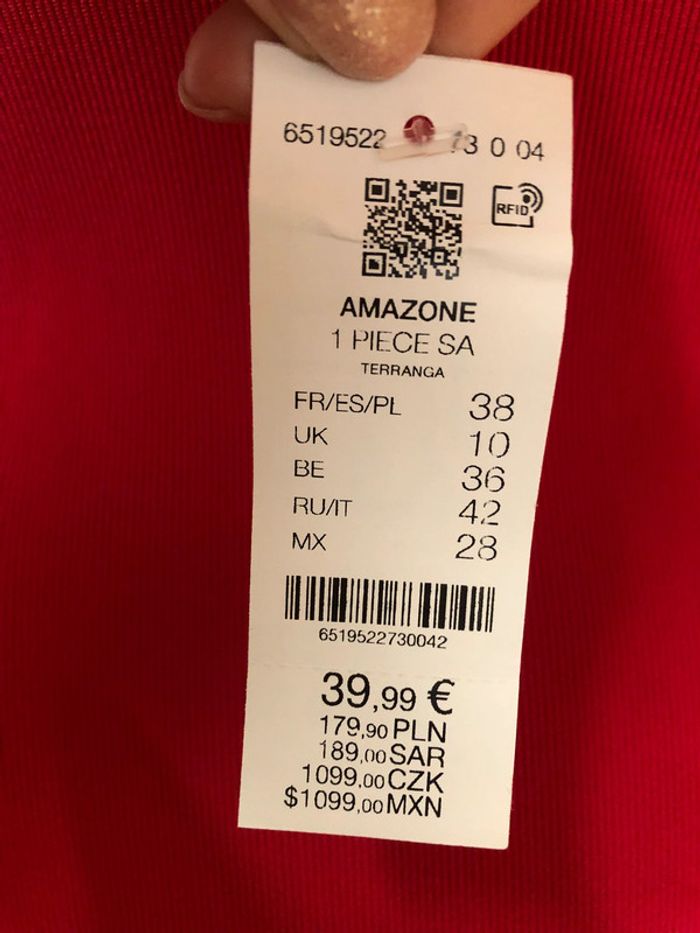 6519522 73 0 04
RFID
AMAZONE
1 PIECE SA
TERRANGA
FR/ES/PL 38
UK 10
BE 36
RU/IT 42
MX 28
6519522730042
39,99 €
179,90 PLN
189,00 SAR
1099,00 CZK
$1099,00 MXN